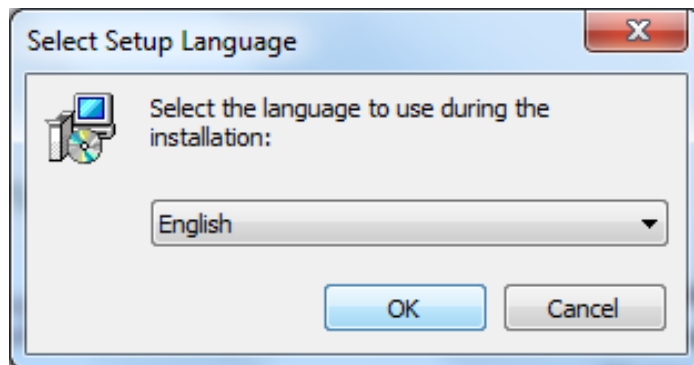 Select Setup Language
Select the language to use during the
installation:
English
OK
Cancel